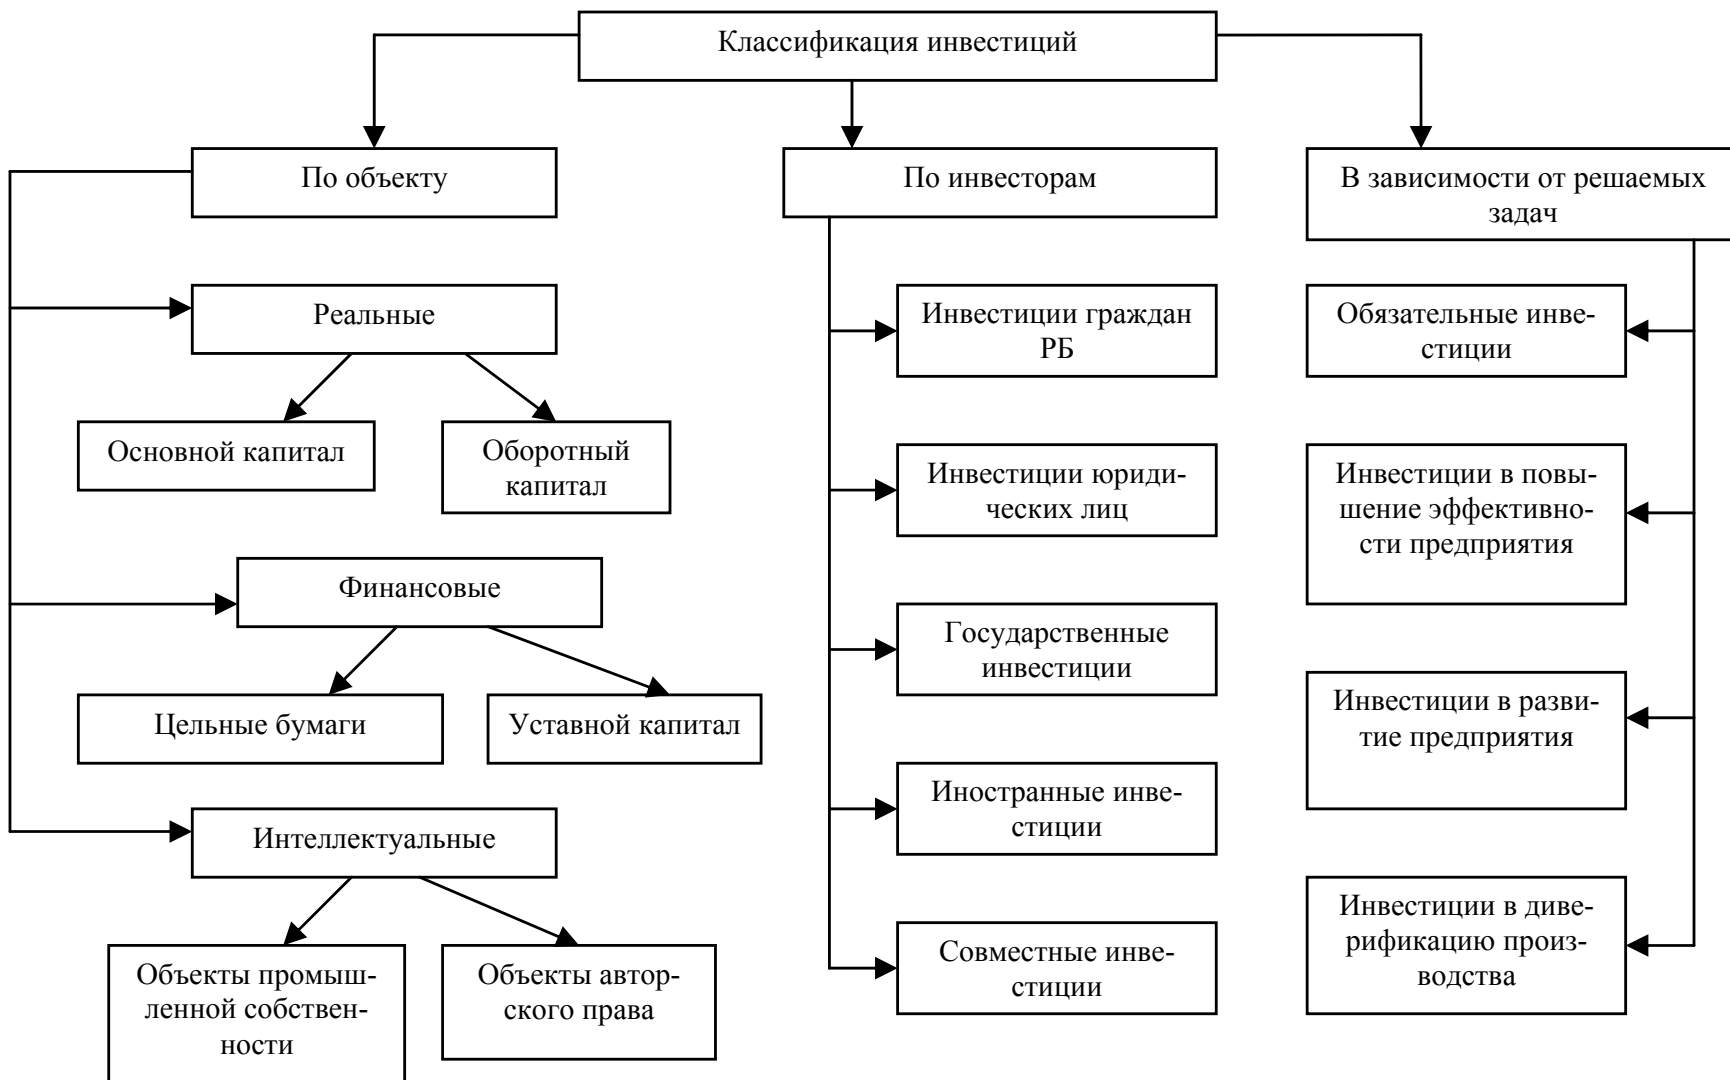 Классификация инвестиций
По объекту
По инвесторам
В зависимости от решаемых
задач
Реальные
Основной капитал
Оборотный
капитал
Финансовые
Цельные бумаги
Уставной капитал
Интеллектуальные
Объекты промыш-
ленной собствен-
ности
Объекты автор-
ского права
Инвестиции граждан
РБ
Инвестиции юриди-
ческих лиц
Государственные
инвестиции
Иностранные инве-
стиции
Совместные инве-
стиции
Обязательные инве-
стиции
Инвестиции в повы-
шение эффективно-
сти предприятия
Инвестиции в разви-
тие предприятия
Инвестиции в диве-
рификацию произ-
водства